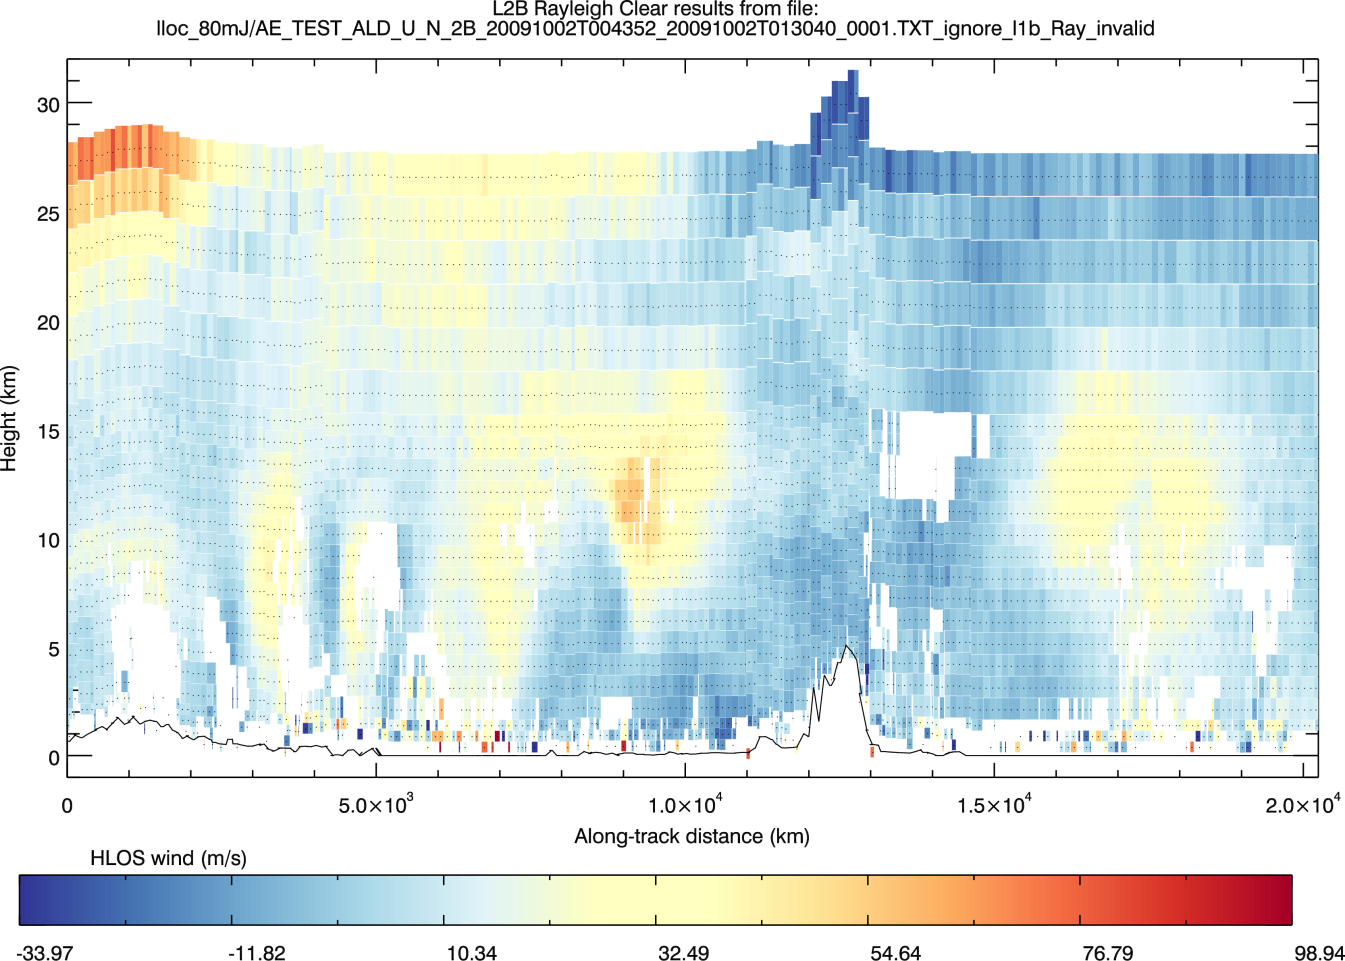 L2B Rayleigh Clear results from file:
lloc_80mJ/AE_TEST_ALD_U_N_2B_20091002T004352_20091002T013040_0001.TXT_ignore_l1b_Ray_invalid
30
25
20
15
10
5
0
Height (km)
0 5.0×10³ 1.0×10⁴ 1.5×10⁴ 2.0×10⁴
Along-track distance (km)
HLOS wind (m/s)
-33.97 -11.82 10.34 32.49 54.64 76.79 98.94